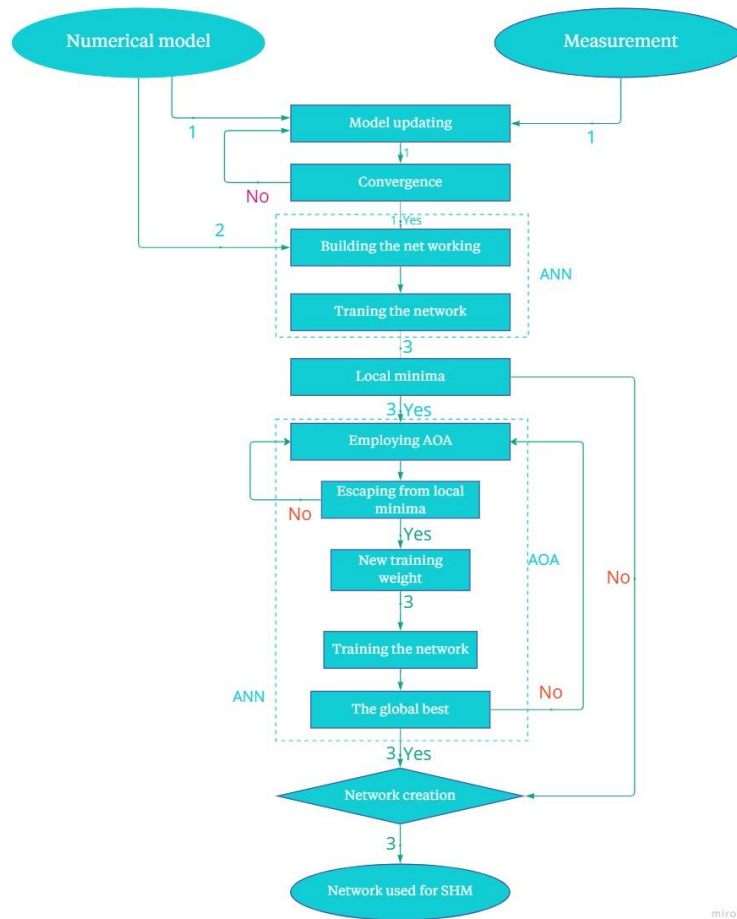 Numerical model
Measurement
1
Model updating
1
1
Convergence
No
1 Yes
2
Building the net working
ANN
Traning the network
3
Local minima
3 Yes
Employing AOA
Escaping from local
minima
No
Yes
New training
weight
AOA
No
3
Training the network
ANN
The global best
No
3 Yes
Network creation
3
Network used for SHM
miro